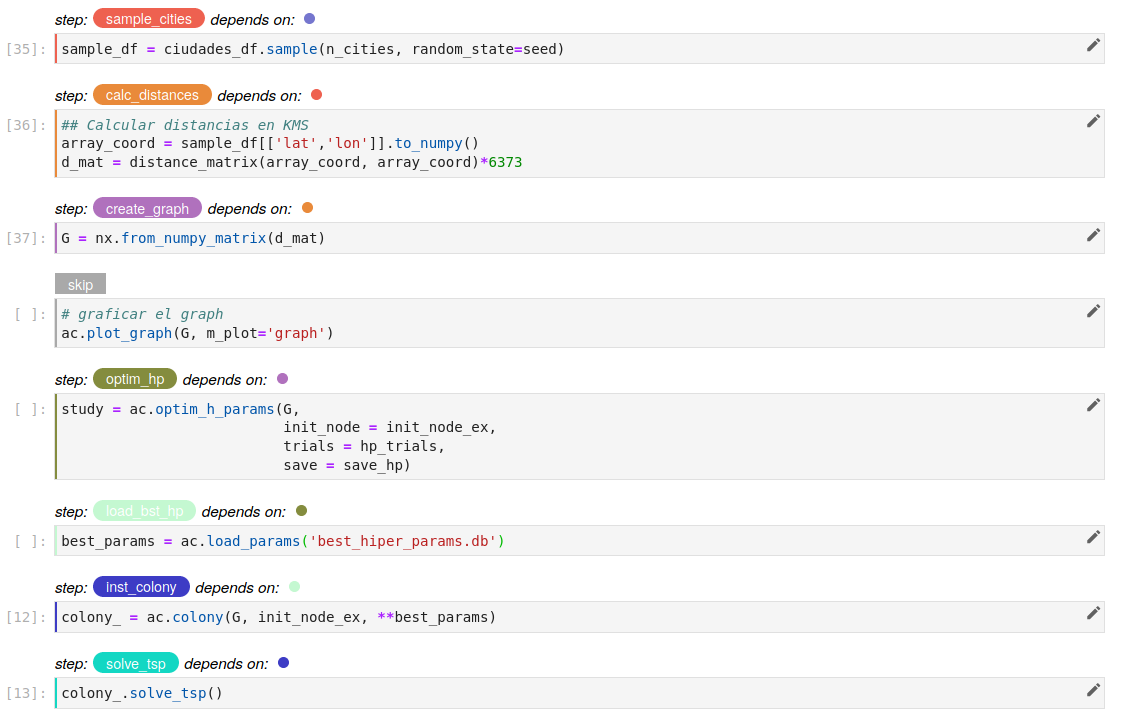 step: sample_cities depends on:
[35]: sample_df = ciudades_df.sample(n_cities, random_state=seed)
step: calc_distances depends on:
[36]: ## Calcular distancias en KMS
array_coord = sample_df[['lat','lon']].to_numpy()
d_mat = distance_matrix(array_coord, array_coord)*6373
step: create_graph depends on:
[37]: G = nx.from_numpy_matrix(d_mat)
skip
[ ]: # graficar el graph
ac.plot_graph(G, m_plot='graph')
step: optim_hp depends on:
[ ]: study = ac.optim_h_params(G,
init_node = init_node_ex,
trials = hp_trials,
save = save_hp)
step: load_bst_hp depends on:
[ ]: best_params = ac.load_params('best_hiper_params.db')
step: inst_colony depends on:
[12]: colony_ = ac.colony(G, init_node_ex, **best_params)
step: solve_tsp depends on:
[13]: colony_.solve_tsp()